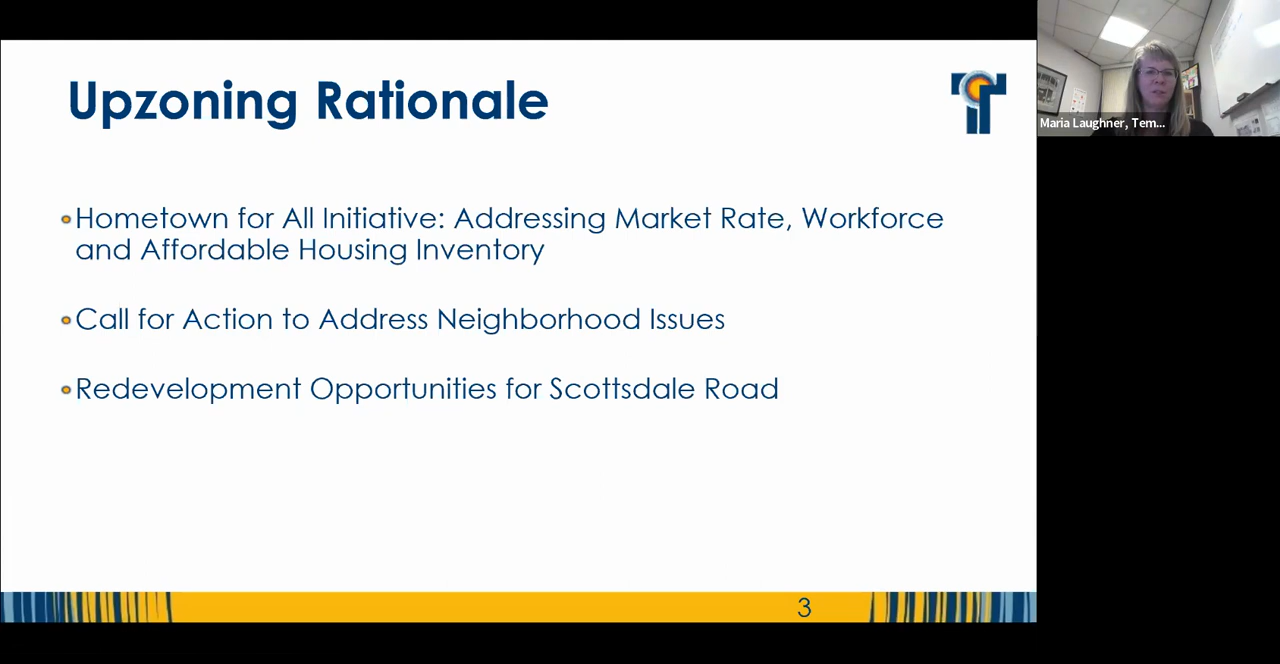 Upzoning Rationale
Maria Laughner, Tem...
Hometown for All Initiative: Addressing Market Rate, Workforce
and Affordable Housing Inventory
Call for Action to Address Neighborhood Issues
Redevelopment Opportunities for Scottsdale Road
3